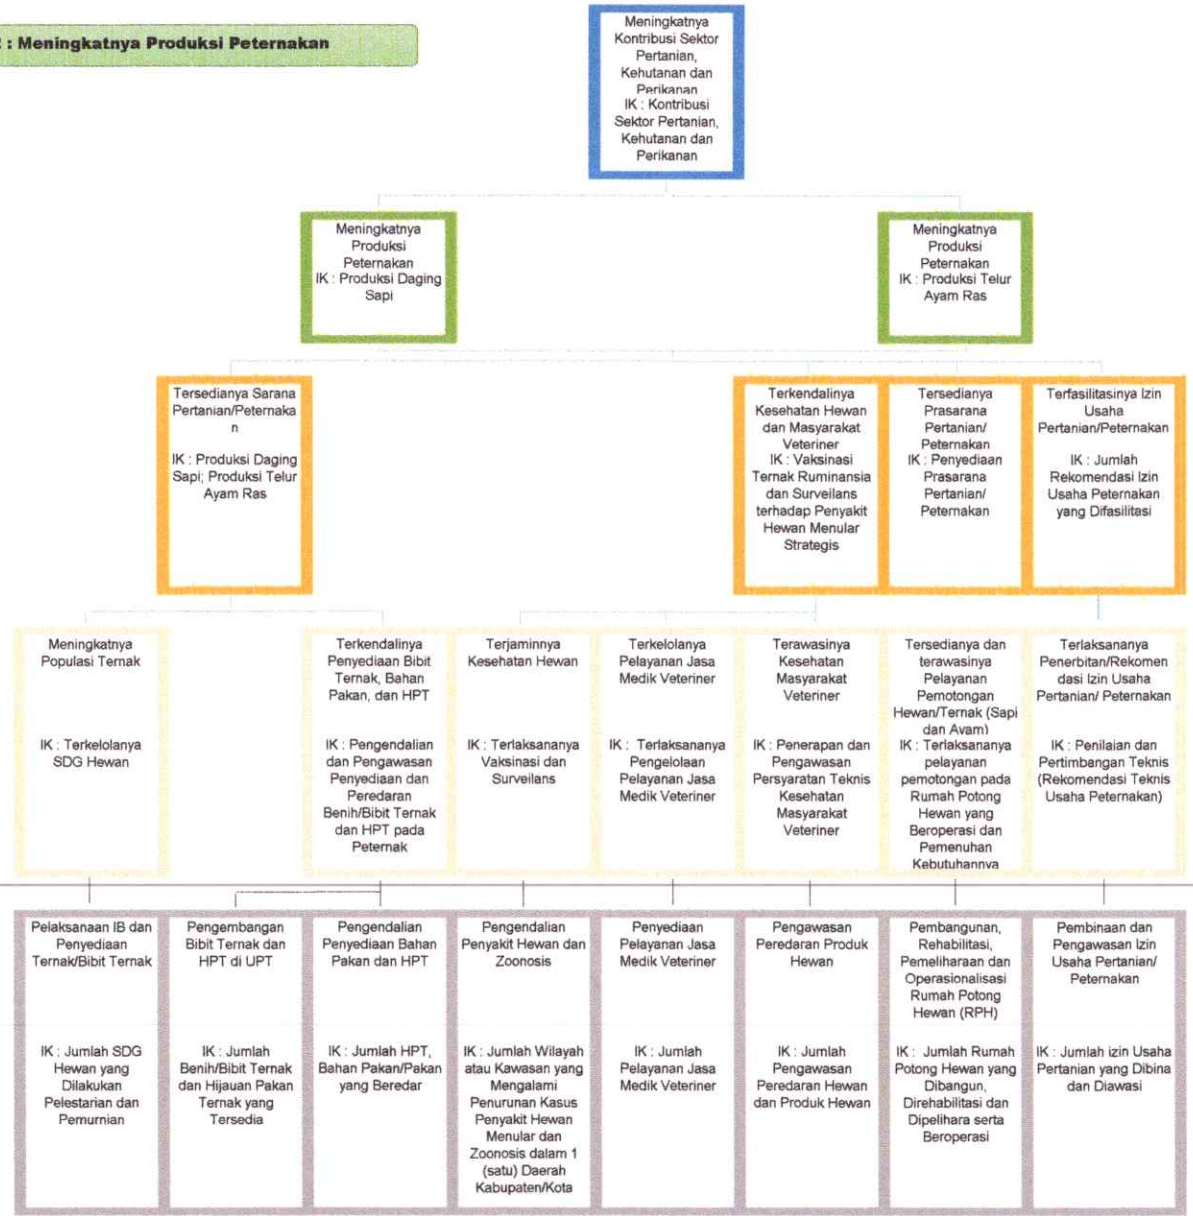 : Meningkatnya Produksi Peternakan
Meningkatnya
Kontribusi Sektor
Pertanian,
Kehutanan dan
Perikanan
IK : Kontribusi
Sektor Pertanian,
Kehutanan dan
Perikanan
Meningkatnya
Produksi
Peternakan
IK : Produksi Daging
Sapi
Meningkatnya
Produksi
Peternakan
IK : Produksi Telur
Ayam Ras
Tersedianya Sarana
Pertanian/Peternaka
n
IK : Produksi Daging
Sapi; Produksi Telur
Ayam Ras
Terkendalinya
Kesehatan Hewan
dan Masyarakat
Veteriner
IK : Vaksinasi
Ternak Ruminansia
dan Surveilans
terhadap Penyakit
Hewan Menular
Strategis
Tersedianya
Prasarana
Pertanian/
Peternakan
IK : Penyediaan
Prasarana
Pertanian/
Peternakan
Terfasilitasinya Izin
Usaha
Pertanian/Peternakan
IK : Jumlah
Rekomendasi Izin
Usaha Peternakan
yang Difasilitasi
Meningkatnya
Populasi Ternak
IK : Terkelolanya
SDG Hewan
Terkendalinya
Penyediaan Bibit
Ternak, Bahan
Pakan, dan HPT
IK : Pengendalian
dan Pengawasan
Penyediaan dan
Peredaran
Benih/Bibit Ternak
dan HPT pada
Peternak
Terjaminnya
Kesehatan Hewan
IK : Terlaksananya
Vaksinasi dan
Surveilans
Terkelolanya
Pelayanan Jasa
Medik Veteriner
IK : Terlaksananya
Pengelolaan
Pelayanan Jasa
Medik Veteriner
Terawasinya
Kesehatan
Masyarakat
Veteriner
IK : Penerapan dan
Pengawasan
Persyaratan Teknis
Kesehatan
Masyarakat
Veteriner
Tersedianya dan
terawasinya
Pelayanan
Pemotongan
Hewan/Ternak (Sapi
dan Ayam)
IK : Terlaksananya
pelayanan
pemotongan pada
Rumah Potong
Hewan yang
Beroperasi dan
Pemenuhan
Kebutuhannya
Terlaksananya
Penerbitan/Rekomen
dasi Izin Usaha
Pertanian/ Peternakan
IK : Penilaian dan
Pertimbangan Teknis
(Rekomendasi Teknis
Usaha Peternakan)
Pelaksanaan IB dan
Penyediaan
Ternak/Bibit Ternak
IK : Jumlah SDG
Hewan yang
Dilakukan
Pelestarian dan
Pemurnian
Pengembangan
Bibit Ternak dan
HPT di UPT
IK : Jumlah
Benih/Bibit Ternak
dan Hijauan Pakan
Ternak yang
Tersedia
Pengendalian
Penyediaan Bahan
Pakan dan HPT
IK : Jumlah HPT,
Bahan Pakan/Pakan
yang Beredar
Pengendalian
Penyakit Hewan dan
Zoonosis
IK : Jumlah Wilayah
atau Kawasan yang
Mengalami
Penurunan Kasus
Penyakit Hewan
Menular dan
Zoonosis dalam 1
(satu) Daerah
Kabupaten/Kota
Penyediaan
Pelayanan Jasa
Medik Veteriner
IK : Jumlah
Pelayanan Jasa
Medik Veteriner
Pengawasan
Peredaran Produk
Hewan
IK : Jumlah
Pengawasan
Peredaran Hewan
dan Produk Hewan
Pembangunan,
Rehabilitasi,
Pemeliharaan dan
Operasionalisasi
Rumah Potong
Hewan (RPH)
IK : Jumlah Rumah
Potong Hewan yang
Dibangun,
Direhabilitasi dan
Dipelihara serta
Beroperasi
Pembinaan dan
Pengawasan Izin
Usaha Pertanian/
Peternakan
IK : Jumlah izin Usaha
Pertanian yang Dibina
dan Diawasi